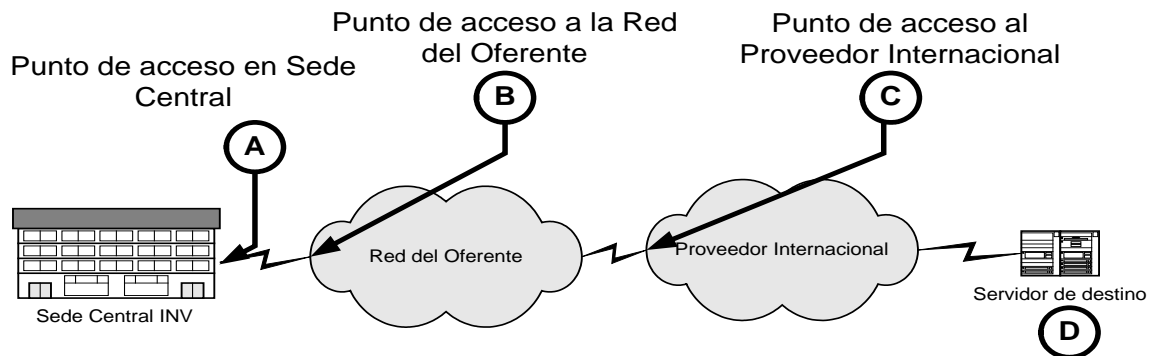 Punto de acceso en Sede
Central
A
Punto de acceso a la Red
del Oferente
B
Punto de acceso al
Proveedor Internacional
C
Sede Central INV
Red del Oferente
Proveedor Internacional
Servidor de destino
D